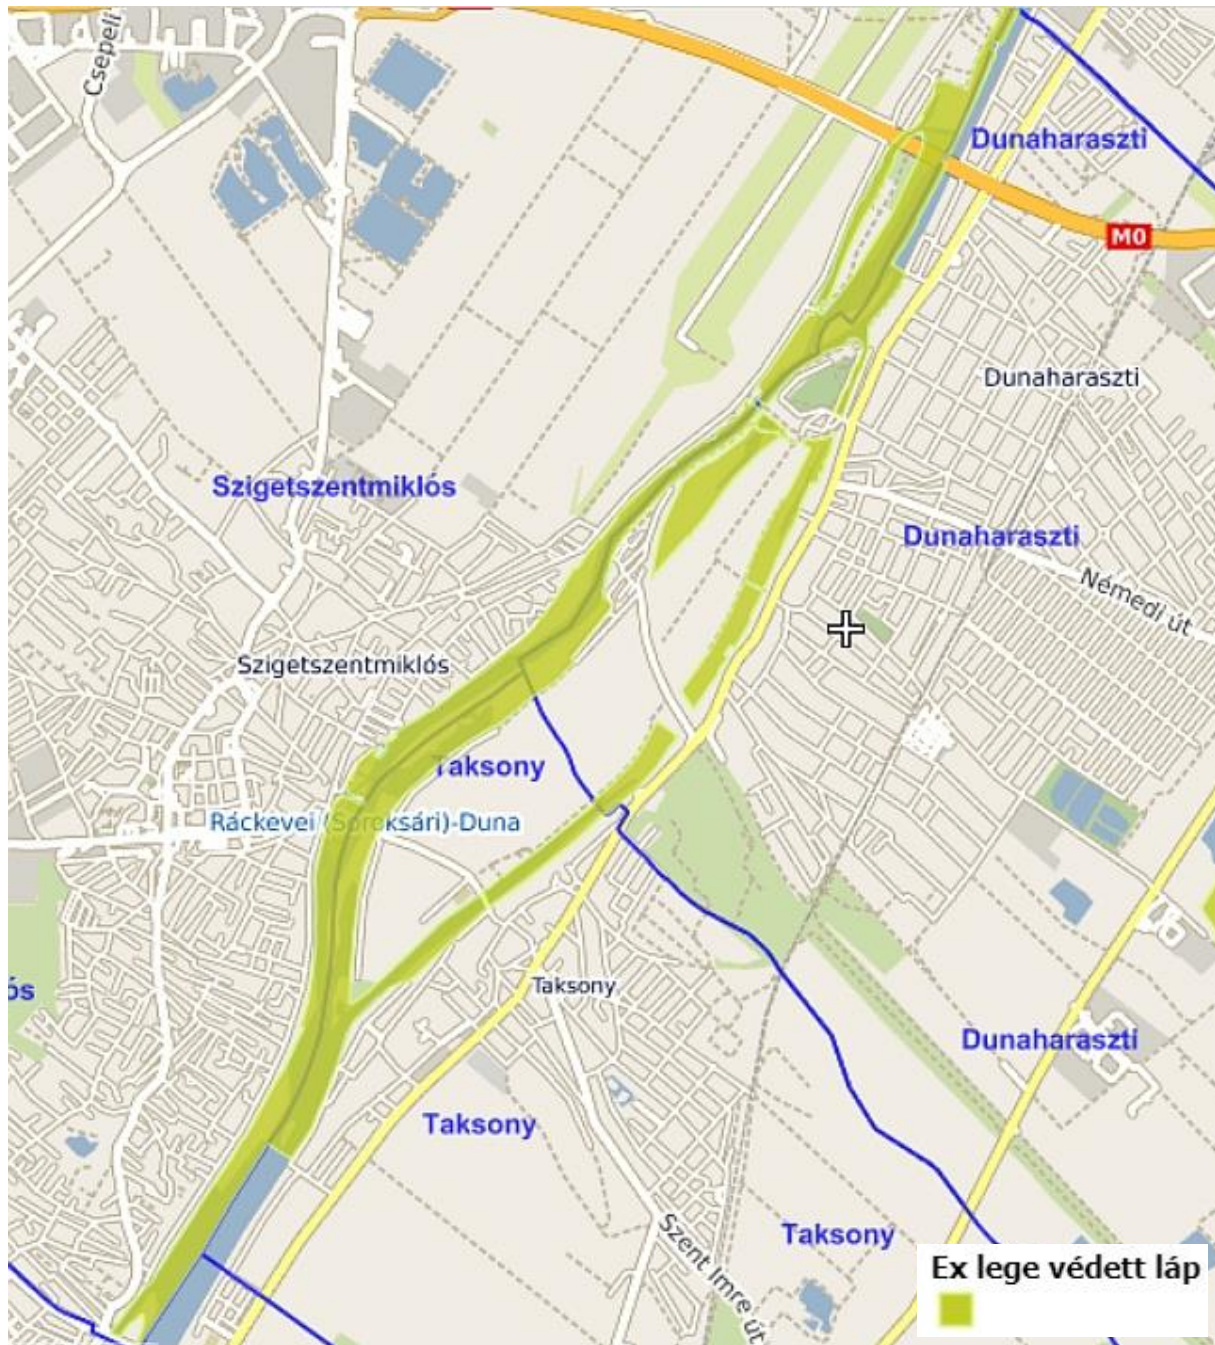 Csepeli
Dunaharaszti
M0
Dunaharaszti
Szigetszentmiklós
Dunaharaszti
Némedi út
Szigetszentmiklós
Taksony
Ráckevei (Soroksári)-Duna
ós
Taksony
Dunaharaszti
Taksony
Taksony
Szent Imre út
Ex lege védett láp